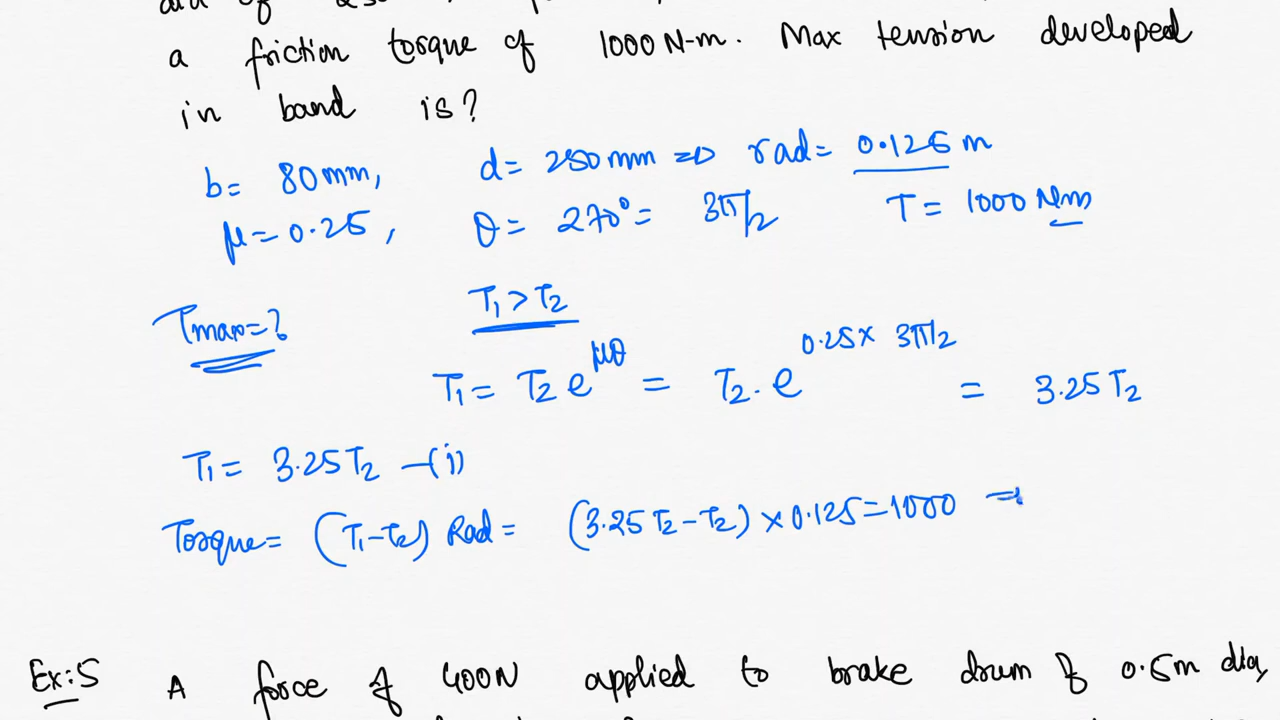 a friction torque of 1000 N-m. Max tension developed
in band is?
b= 80mm, d= 250mm => rad= 0.125 m
μ=0.25, θ= 270°= 3π/2 T= 1000 Nm
Tmax=? T1>T2
T1= T2 e^μθ = T2. e^0.25× 3π/2 = 3.25 T2
T1= 3.25 T2 —(i)
Torque= (T1-T2) Rad= (3.25 T2-T2) ×0.125=1000 =>
Ex:5 A force of 400N applied to brake drum of 0.5m dia,